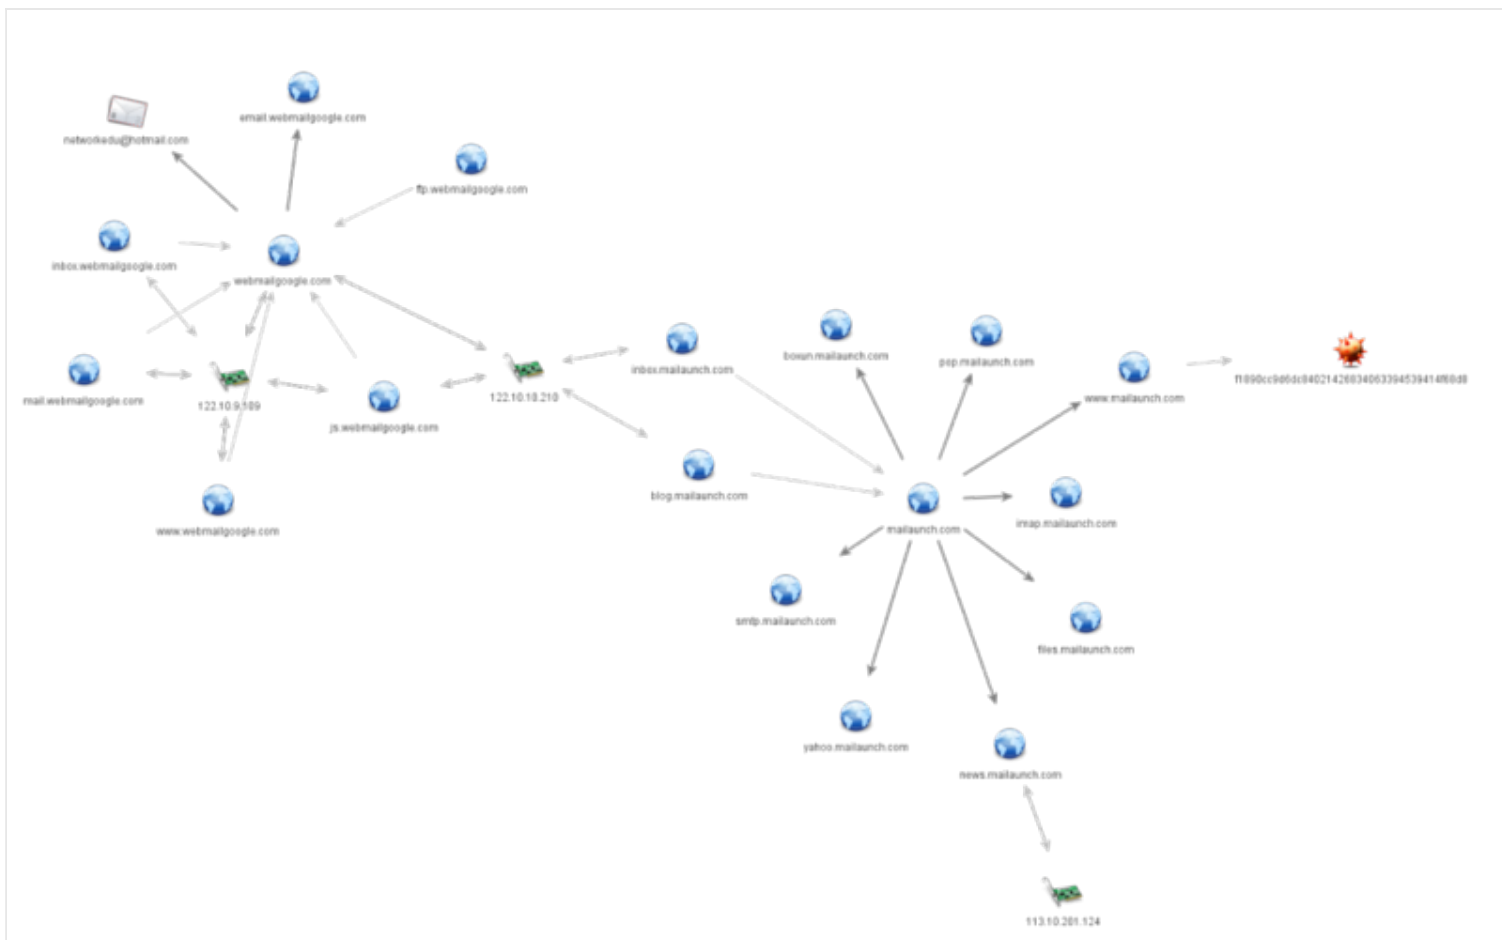 email.webmailgoogle.com
networkedu@hotmail.com
ftp.webmailgoogle.com
inbox.webmailgoogle.com
webmailgoogle.com
boxun.mailaunch.com
pop.mailaunch.com
inbox.mailaunch.com
www.mailaunch.com
mail.webmailgoogle.com
122.10.9.109
122.10.18.210
js.webmailgoogle.com
blog.mailaunch.com
www.webmailgoogle.com
mailaunch.com
imap.mailaunch.com
smtp.mailaunch.com
files.mailaunch.com
yahoo.mailaunch.com
news.mailaunch.com
113.10.201.124